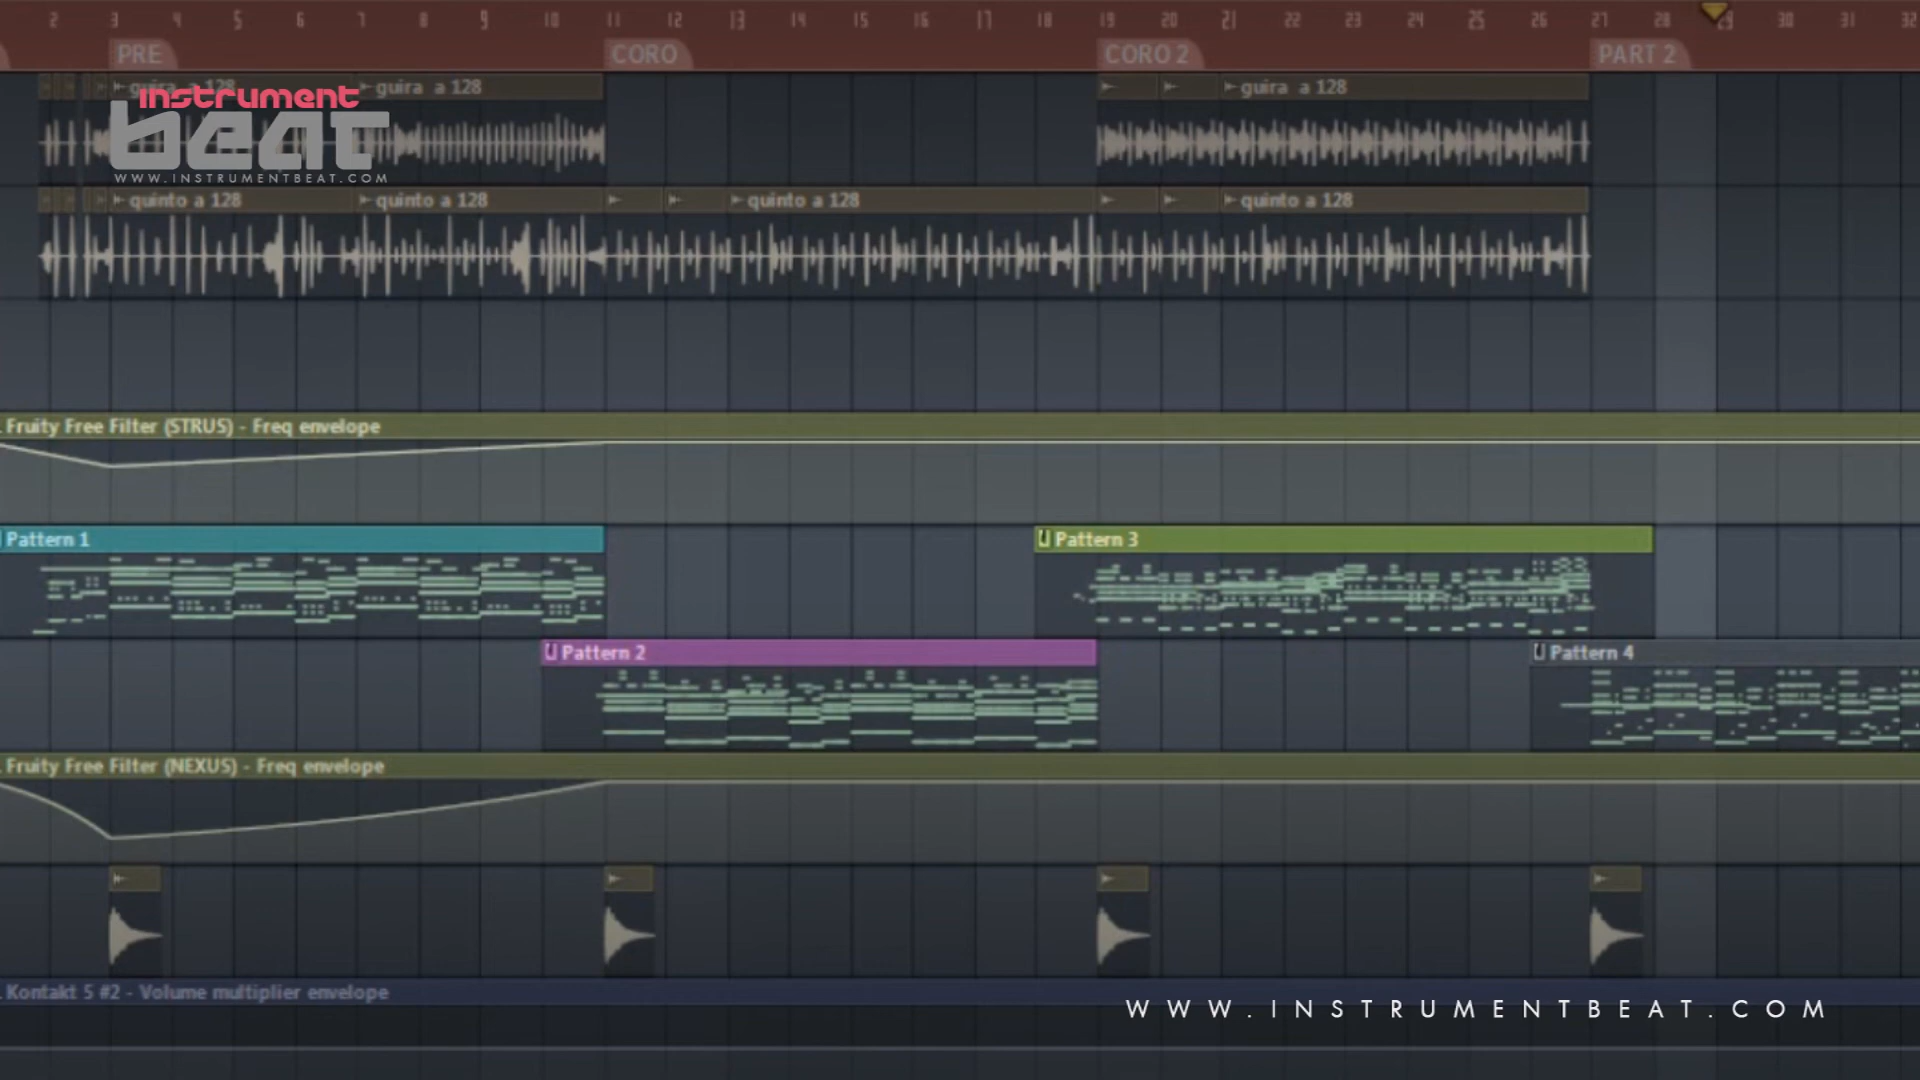 2 3 4 5 6 7 8 9 10 11 12 13 14 15 16 17 18 19 20 21 22 23 24 25 26 27 28 29 30 31 32
PRE CORO CORO 2 PART 2
guira a 128 guira a 128 guira a 128
instrument
beat
WWW.INSTRUMENTBEAT.COM
quinto a 128 quinto a 128 quinto a 128 quinto a 128
Fruity Free Filter (STRUS) - Freq envelope
Pattern 1 Pattern 3
Pattern 2 Pattern 4
Fruity Free Filter (NEXUS) - Freq envelope
Kontakt 5 #2 - Volume multiplier envelope
WWW.INSTRUMENTBEAT.COM